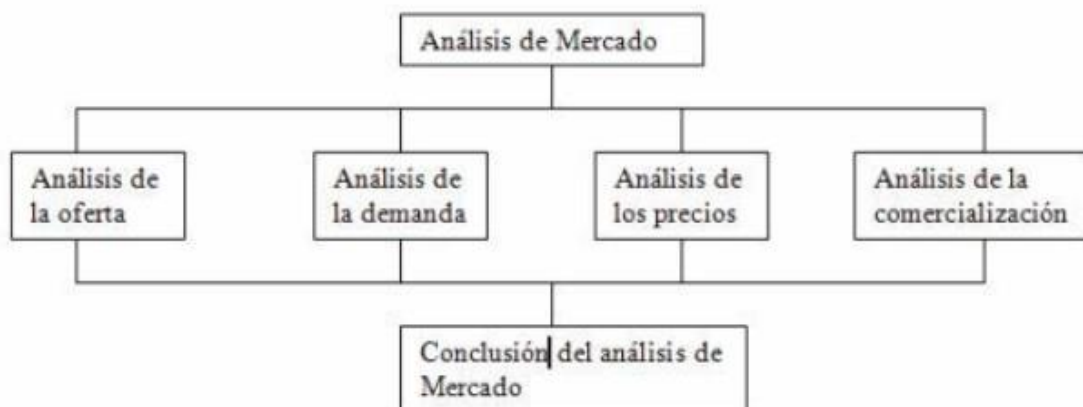 Análisis de Mercado
Análisis de
la oferta
Análisis de
la demanda
Análisis de
los precios
Análisis de la
comercialización
Conclusión del análisis de
Mercado